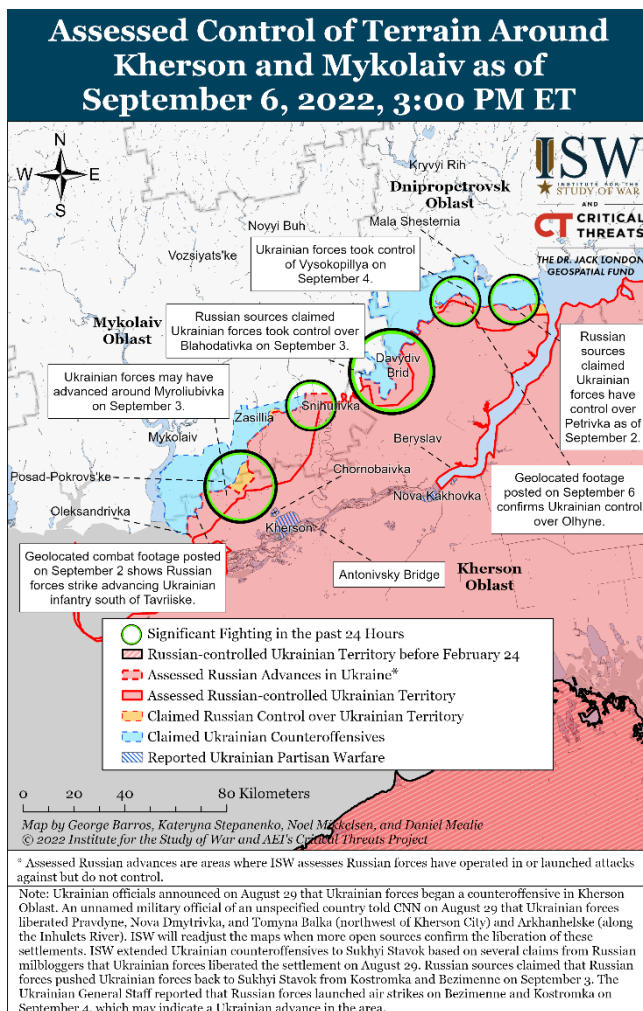 Assessed Control of Terrain Around
Kherson and Mykolaiv as of
September 6, 2022, 3:00 PM ET
N
W E
S
Kryvyi Rih
Dnipropetrovsk
Oblast
Mala Shesternia
Novyi Buh
Vozsiyats'ke
ISW
INSTITUTE FOR THE
STUDY OF WAR
AND
CT CRITICAL
THREATS
THE DR. JACK LONDON
GEOSPATIAL FUND
Ukrainian forces took control
of Vysokopillya on
September 4.
Mykolaiv
Oblast
Russian sources claimed
Ukrainian forces took control over
Blahodativka on September 3.
Ukrainian forces may have
advanced around Myroliubivka
on September 3.
Russian
sources
claimed
Ukrainian
forces have
control over
Petrivka as of
September 2.
Davydiv
Brid
Snihurivka
Zasillia
Mykolaiv
Beryslav
Posad-Pokrovs'ke
Chornobaivka
Nova Kakhovka
Oleksandrivka
Kherson
Geolocated footage
posted on September 6
confirms Ukrainian control
over Olhyne.
Geolocated combat footage posted
on September 2 shows Russian
forces strike advancing Ukrainian
infantry south of Tavriiske.
Antonivsky Bridge
Kherson
Oblast
Significant Fighting in the past 24 Hours
Russian-controlled Ukrainian Territory before February 24
Assessed Russian Advances in Ukraine*
Assessed Russian-controlled Ukrainian Territory
Claimed Russian Control over Ukrainian Territory
Claimed Ukrainian Counteroffensives
Reported Ukrainian Partisan Warfare
0 20 40 80 Kilometers
Map by George Barros, Kateryna Stepanenko, Noel Mikkelsen, and Daniel Mealie
© 2022 Institute for the Study of War and AEI's Critical Threats Project
* Assessed Russian advances are areas where ISW assesses Russian forces have operated in or launched attacks
against but do not control.
Note: Ukrainian officials announced on August 29 that Ukrainian forces began a counteroffensive in Kherson
Oblast. An unnamed military official of an unspecified country told CNN on August 29 that Ukrainian forces
liberated Pravdyne, Nova Dmytrivka, and Tomyna Balka (northwest of Kherson City) and Arkhanhelske (along
the Inhulets River). ISW will readjust the maps when more open sources confirm the liberation of these
settlements. ISW extended Ukrainian counteroffensives to Sukhyi Stavok based on several claims from Russian
milbloggers that Ukrainian forces liberated the settlement on August 29. Russian sources claimed that Russian
forces pushed Ukrainian forces back to Sukhyi Stavok from Kostromka and Bezimenne on September 3. The
Ukrainian General Staff reported that Russian forces launched air strikes on Bezimenne and Kostromka on
September 4, which may indicate a Ukrainian advance in the area.